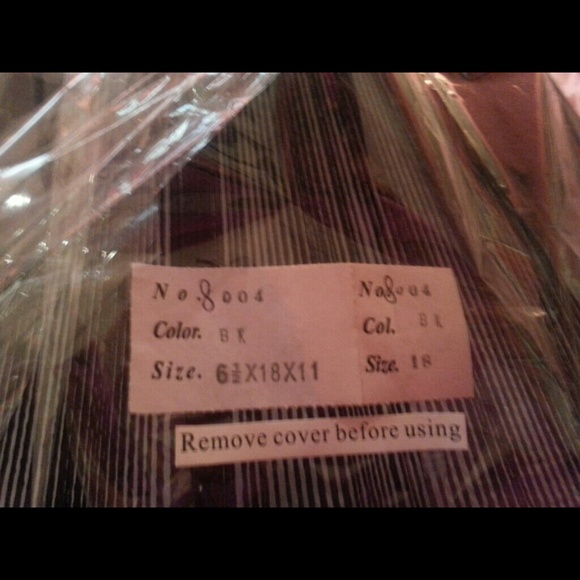 No. 8004
Color. BK
Size. 6½X18X11
No. 8004
Col. BK
Size. 18
Remove cover before using